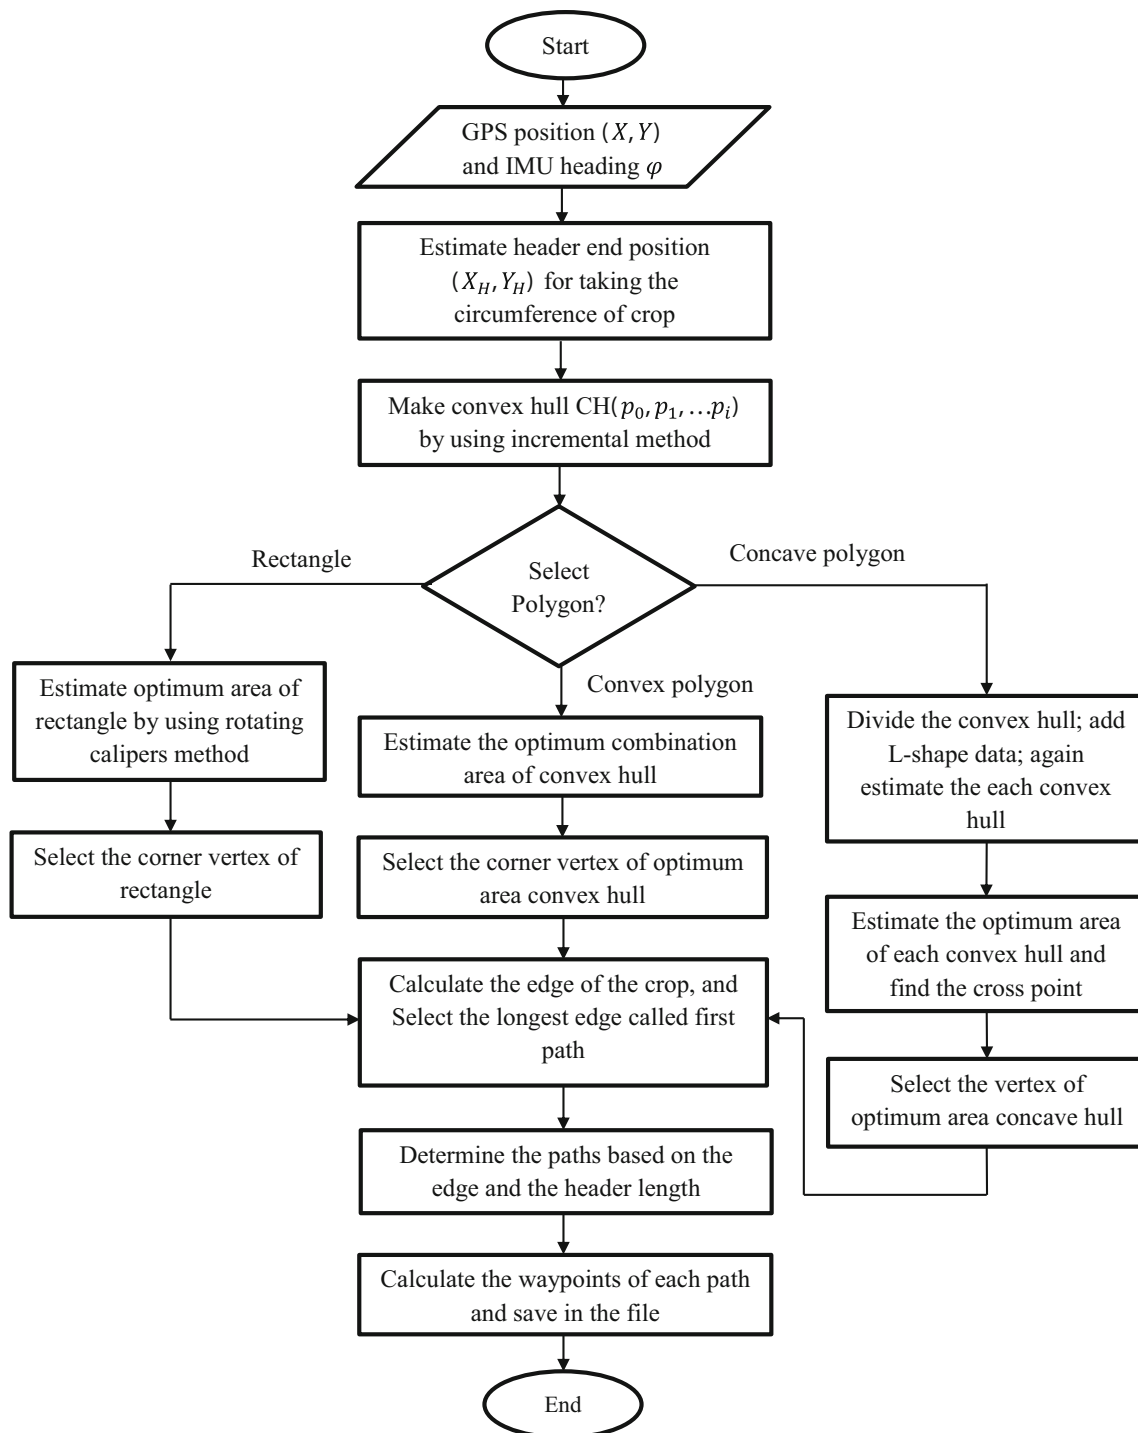 Start
GPS position (X, Y)
and IMU heading φ
Estimate header end position
(X_H, Y_H) for taking the
circumference of crop
Make convex hull CH(p_0, p_1, …p_i)
by using incremental method
Select
Polygon?
Rectangle
Convex polygon
Concave polygon
Estimate optimum area of
rectangle by using rotating
calipers method
Select the corner vertex of
rectangle
Estimate the optimum combination
area of convex hull
Select the corner vertex of optimum
area convex hull
Divide the convex hull; add
L-shape data; again
estimate the each convex
hull
Estimate the optimum area
of each convex hull and
find the cross point
Select the vertex of
optimum area concave hull
Calculate the edge of the crop, and
Select the longest edge called first
path
Determine the paths based on the
edge and the header length
Calculate the waypoints of each path
and save in the file
End